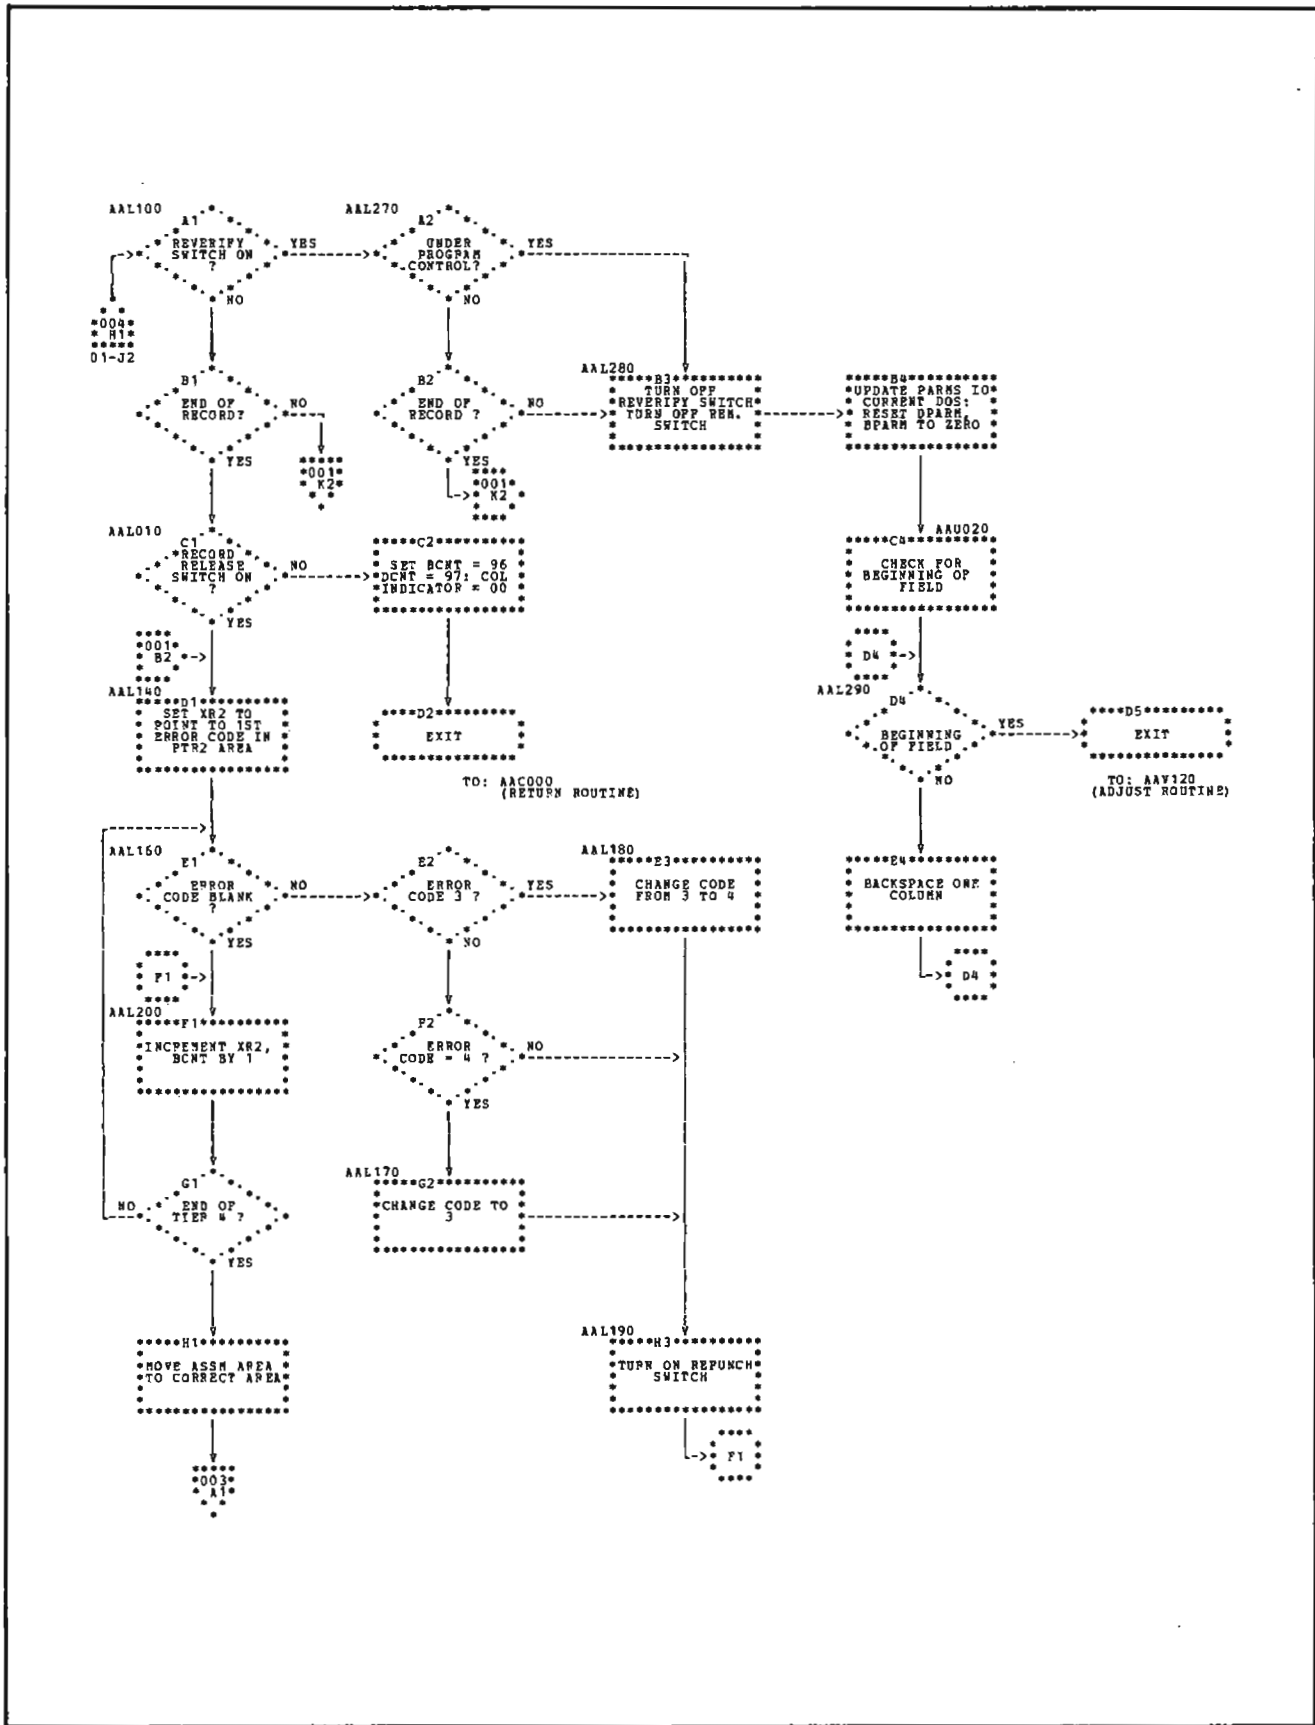 AAL100
A1
REVERIFY
SWITCH ON
?
YES
NO
AAL270
A2
UNDER
PROGRAM
CONTROL?
YES
NO
004
H1
01-J2
B1
END OF
RECORD?
NO
YES
001
K2
B2
END OF
RECORD ?
NO
YES
001
K2
AAL280
B3
TURN OFF
REVERIFY SWITCH
TURN OFF REM.
SWITCH
B4
UPDATE PARMS IO
CURRENT DOS:
RESET DPARM,
BPARM TO ZERO
AAL010
C1
RECORD
RELEASE
SWITCH ON
?
NO
YES
C2
SET BCNT = 96
DCNT = 97: COL
INDICATOR = 00
AAU020
C4
CHECK FOR
BEGINNING OF
FIELD
001
B2
D4
AAL140
D1
SET XR2 TO
POINT TO 1ST
ERROR CODE IN
PTR2 AREA
D2
EXIT
TO: AAC000
(RETURN ROUTINE)
AAL290
D4
BEGINNING
OF FIELD
YES
NO
D5
EXIT
TO: AAV120
(ADJUST ROUTINE)
AAL160
E1
ERROR
CODE BLANK
?
NO
YES
E2
ERROR
CODE 3 ?
YES
NO
AAL180
E3
CHANGE CODE
FROM 3 TO 4
E4
BACKSPACE ONE
COLUMN
F1
D4
AAL200
F1
INCREMENT XR2,
BCNT BY 1
F2
ERROR
CODE = 4 ?
NO
YES
G1
END OF
TIER 4 ?
NO
YES
AAL170
G2
CHANGE CODE TO
3
H1
MOVE ASSM AREA
TO CORRECT AREA
AAL190
H3
TURN ON REPUNCH
SWITCH
F1
003
A1